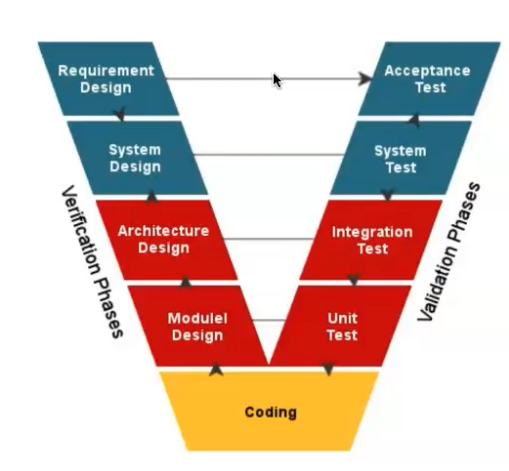 Requirement
Design
Acceptance
Test
System
Design
System
Test
Architecture
Design
Integration
Test
Modulel
Design
Unit
Test
Coding
Verification Phases
Validation Phases